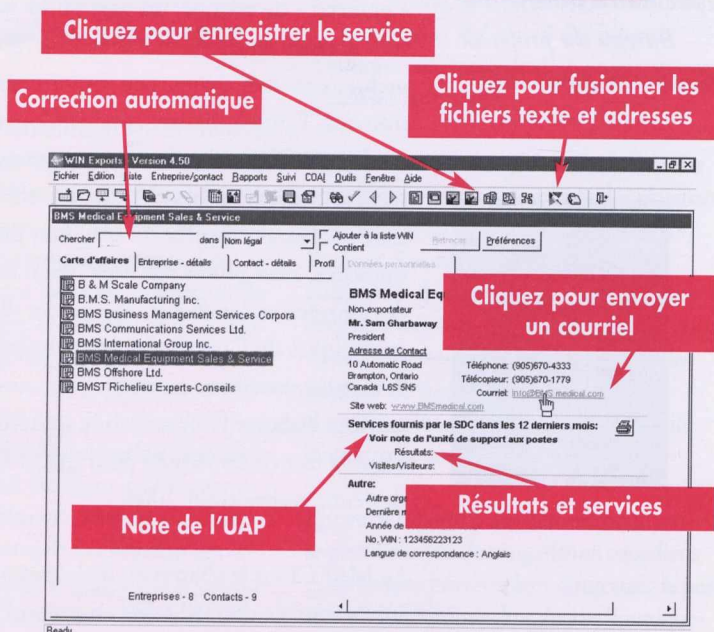 Cliquez pour enregistrer le service
Cliquez pour fusionner les
fichiers texte et adresses
Correction automatique
WIN Exports - Version 4.50
Fichier Edition Liste Entreprise/contact Rapports Suivi CDAI Outils Fenêtre Aide
BMS Medical Equipment Sales & Service
Chercher dans Nom légal
Ajouter à la liste WIN
Contient
Préférences
Carte d'affaires Entreprise - détails Contact - détails Profil Données personnelles
B & M Scale Company
B.M.S. Manufacturing Inc.
BMS Business Management Services Corpora
BMS Communications Services Ltd.
BMS International Group Inc.
BMS Medical Equipment Sales & Service
BMS Offshore Ltd.
BMST Richelieu Experts-Conseils
BMS Medical Eq
Non-exportateur
Mr. Sam Gharbaway
President
Adresse de Contact
10 Automatic Road
Brampton, Ontario
Canada L6S 5N5
Téléphone: (905)670-4333
Télécopieur: (905)670-1779
Courriel: Info@BMS medical.com
Site web: www.BMSmedical.com
Cliquez pour envoyer
un courriel
Services fournis par le SDC dans les 12 derniers mois:
Voir note de l'unité de support aux postes
Résultats:
Visites/Visiteurs:
Autre:
Autre orga
Dernière m
Année de
No. WIN : 123456223123
Langue de correspondance : Anglais
Note de l'UAP
Résultats et services
Entreprises - 8 Contacts - 9
Ready